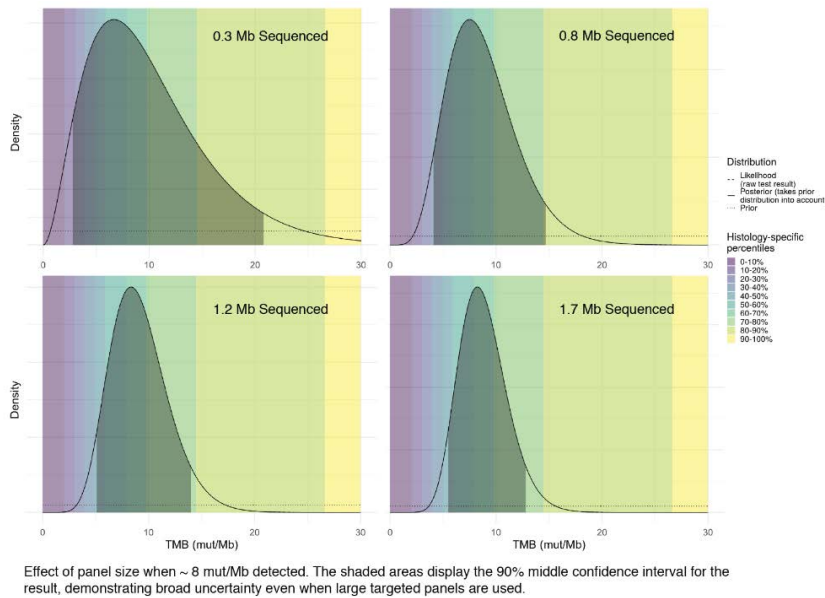 0.3 Mb Sequenced
0.8 Mb Sequenced
Density
0
10
20
30
0
10
20
30
1.2 Mb Sequenced
1.7 Mb Sequenced
Density
0
10
20
30
0
10
20
30
TMB (mut/Mb)
TMB (mut/Mb)
Distribution
Likelihood
(raw test result)
Posterior (takes prior
distribution into account
Prior
Histology-specific
percentiles
0-10%
10-20%
20-30%
30-40%
40-50%
50-60%
60-70%
70-80%
80-90%
90-100%
Effect of panel size when ~ 8 mut/Mb detected. The shaded areas display the 90% middle confidence interval for the
result, demonstrating broad uncertainty even when large targeted panels are used.